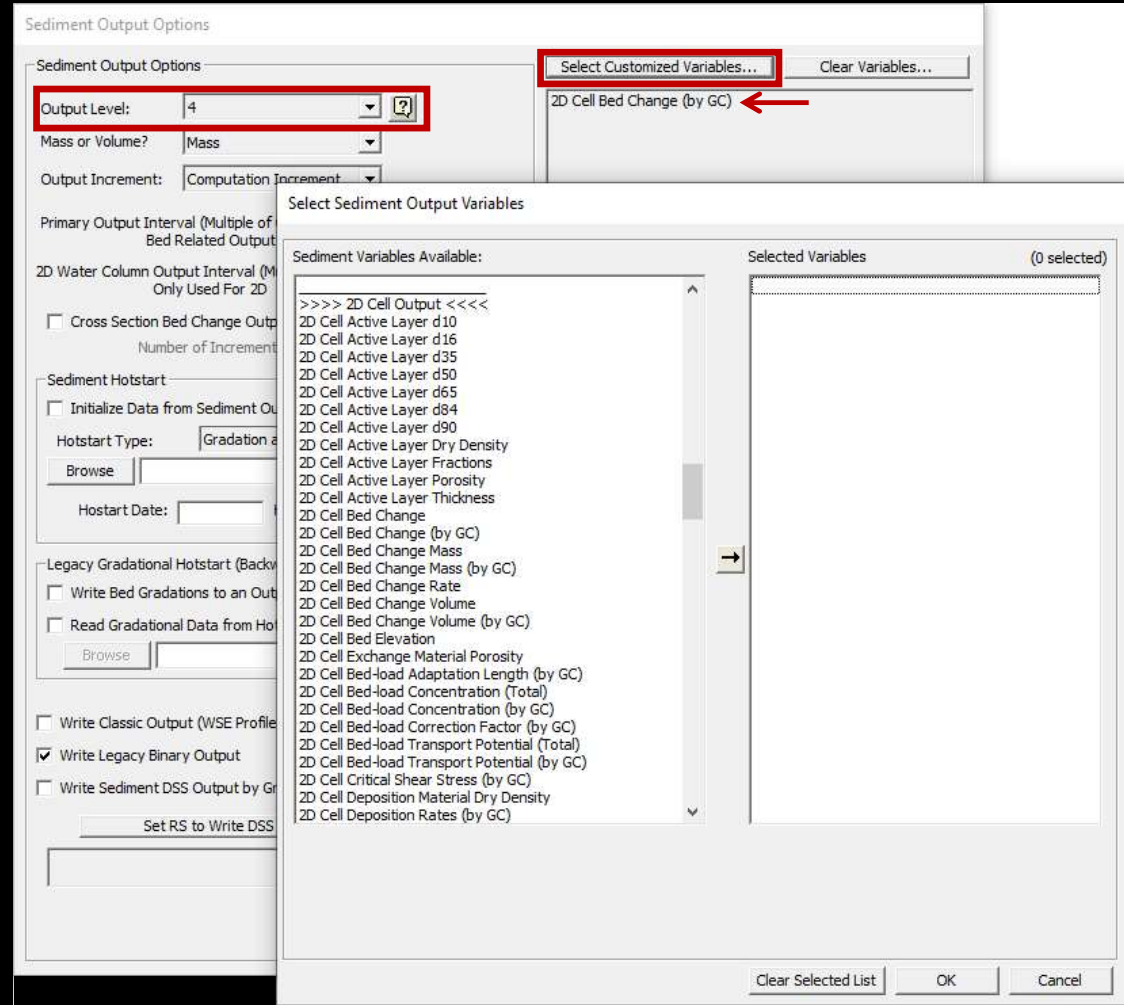 Sediment Output Options
Sediment Output Options
Select Customized Variables...
Clear Variables...
Output Level:
4
2D Cell Bed Change (by GC)
Mass or Volume?
Mass
Output Increment:
Computation Increment
Primary Output Interval (Multiple of
Bed Related Output
2D Water Column Output Interval (M
Only Used For 2D
Cross Section Bed Change Outp
Number of Increment
Sediment Hotstart
Initialize Data from Sediment Ou
Hotstart Type:
Gradation a
Browse
Hostart Date:
Legacy Gradational Hotstart (Backw
Write Bed Gradations to an Out
Read Gradational Data from Hot
Browse
Write Classic Output (WSE Profile
Write Legacy Binary Output
Write Sediment DSS Output by Gr
Set RS to Write DSS
Select Sediment Output Variables
Sediment Variables Available:
Selected Variables
(0 selected)
>>>> 2D Cell Output <<<<
2D Cell Active Layer d10
2D Cell Active Layer d16
2D Cell Active Layer d35
2D Cell Active Layer d50
2D Cell Active Layer d65
2D Cell Active Layer d84
2D Cell Active Layer d90
2D Cell Active Layer Dry Density
2D Cell Active Layer Fractions
2D Cell Active Layer Porosity
2D Cell Active Layer Thickness
2D Cell Bed Change
2D Cell Bed Change (by GC)
2D Cell Bed Change Mass
2D Cell Bed Change Mass (by GC)
2D Cell Bed Change Rate
2D Cell Bed Change Volume
2D Cell Bed Change Volume (by GC)
2D Cell Bed Elevation
2D Cell Exchange Material Porosity
2D Cell Bed-load Adaptation Length (by GC)
2D Cell Bed-load Concentration (Total)
2D Cell Bed-load Concentration (by GC)
2D Cell Bed-load Correction Factor (by GC)
2D Cell Bed-load Transport Potential (Total)
2D Cell Bed-load Transport Potential (by GC)
2D Cell Critical Shear Stress (by GC)
2D Cell Deposition Material Dry Density
2D Cell Deposition Rates (by GC)
Clear Selected List
OK
Cancel